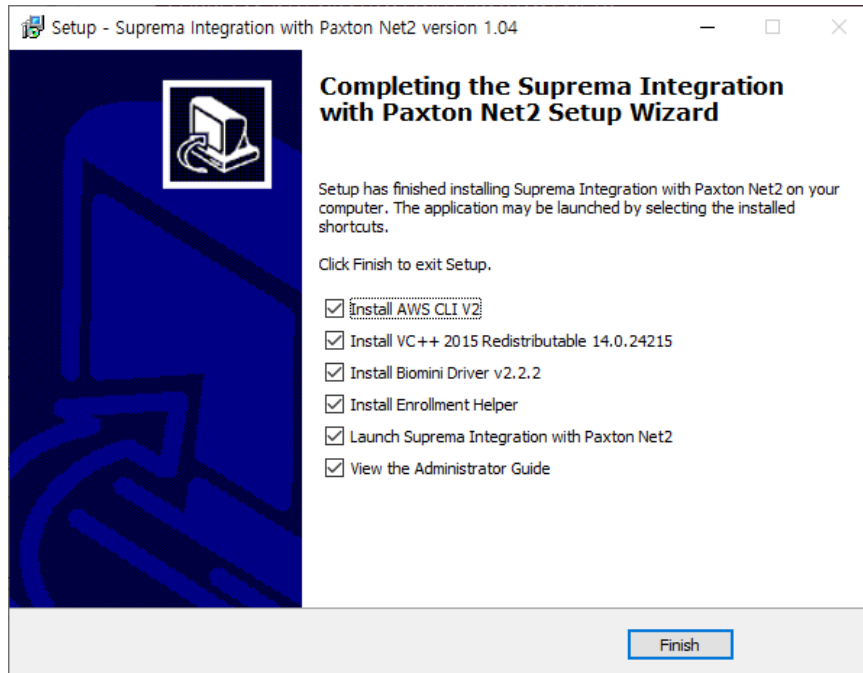 Setup - Suprema Integration with Paxton Net2 version 1.04
Completing the Suprema Integration
with Paxton Net2 Setup Wizard
Setup has finished installing Suprema Integration with Paxton Net2 on your
computer. The application may be launched by selecting the installed
shortcuts.
Click Finish to exit Setup.
Install AWS CLI V2
Install VC++ 2015 Redistributable 14.0.24215
Install Biomini Driver v2.2.2
Install Enrollment Helper
Launch Suprema Integration with Paxton Net2
View the Administrator Guide
Finish